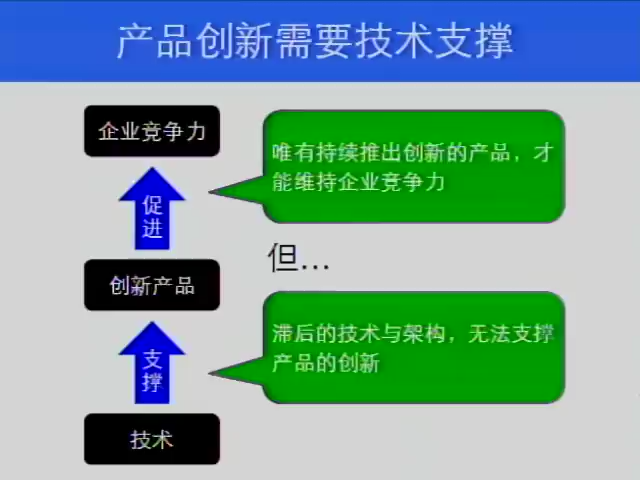 产品创新需要技术支撑
企业竞争力
唯有持续推出创新的产品，才
能维持企业竞争力
促
进
但…
创新产品
滞后的技术与架构，无法支撑
产品的创新
支
撑
技术